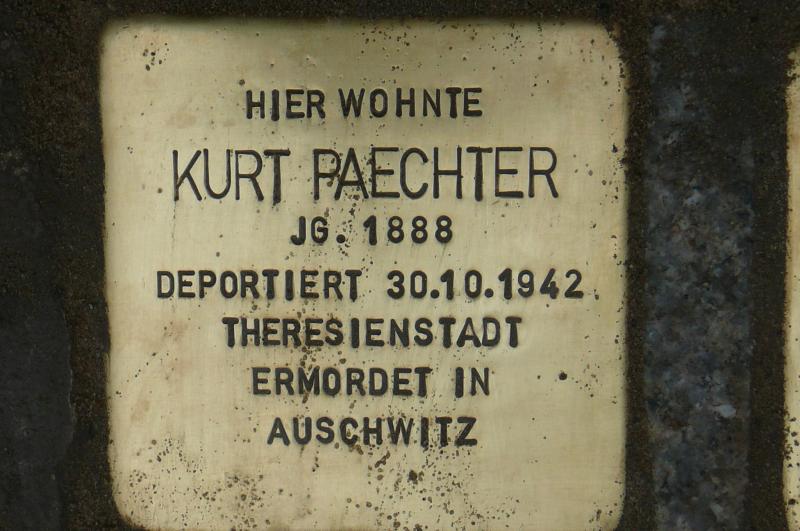 HIER WOHNTE
KURT PAECHTER
JG. 1888
DEPORTIERT 30.10.1942
THERESIENSTADT
ERMORDET IN
AUSCHWITZ